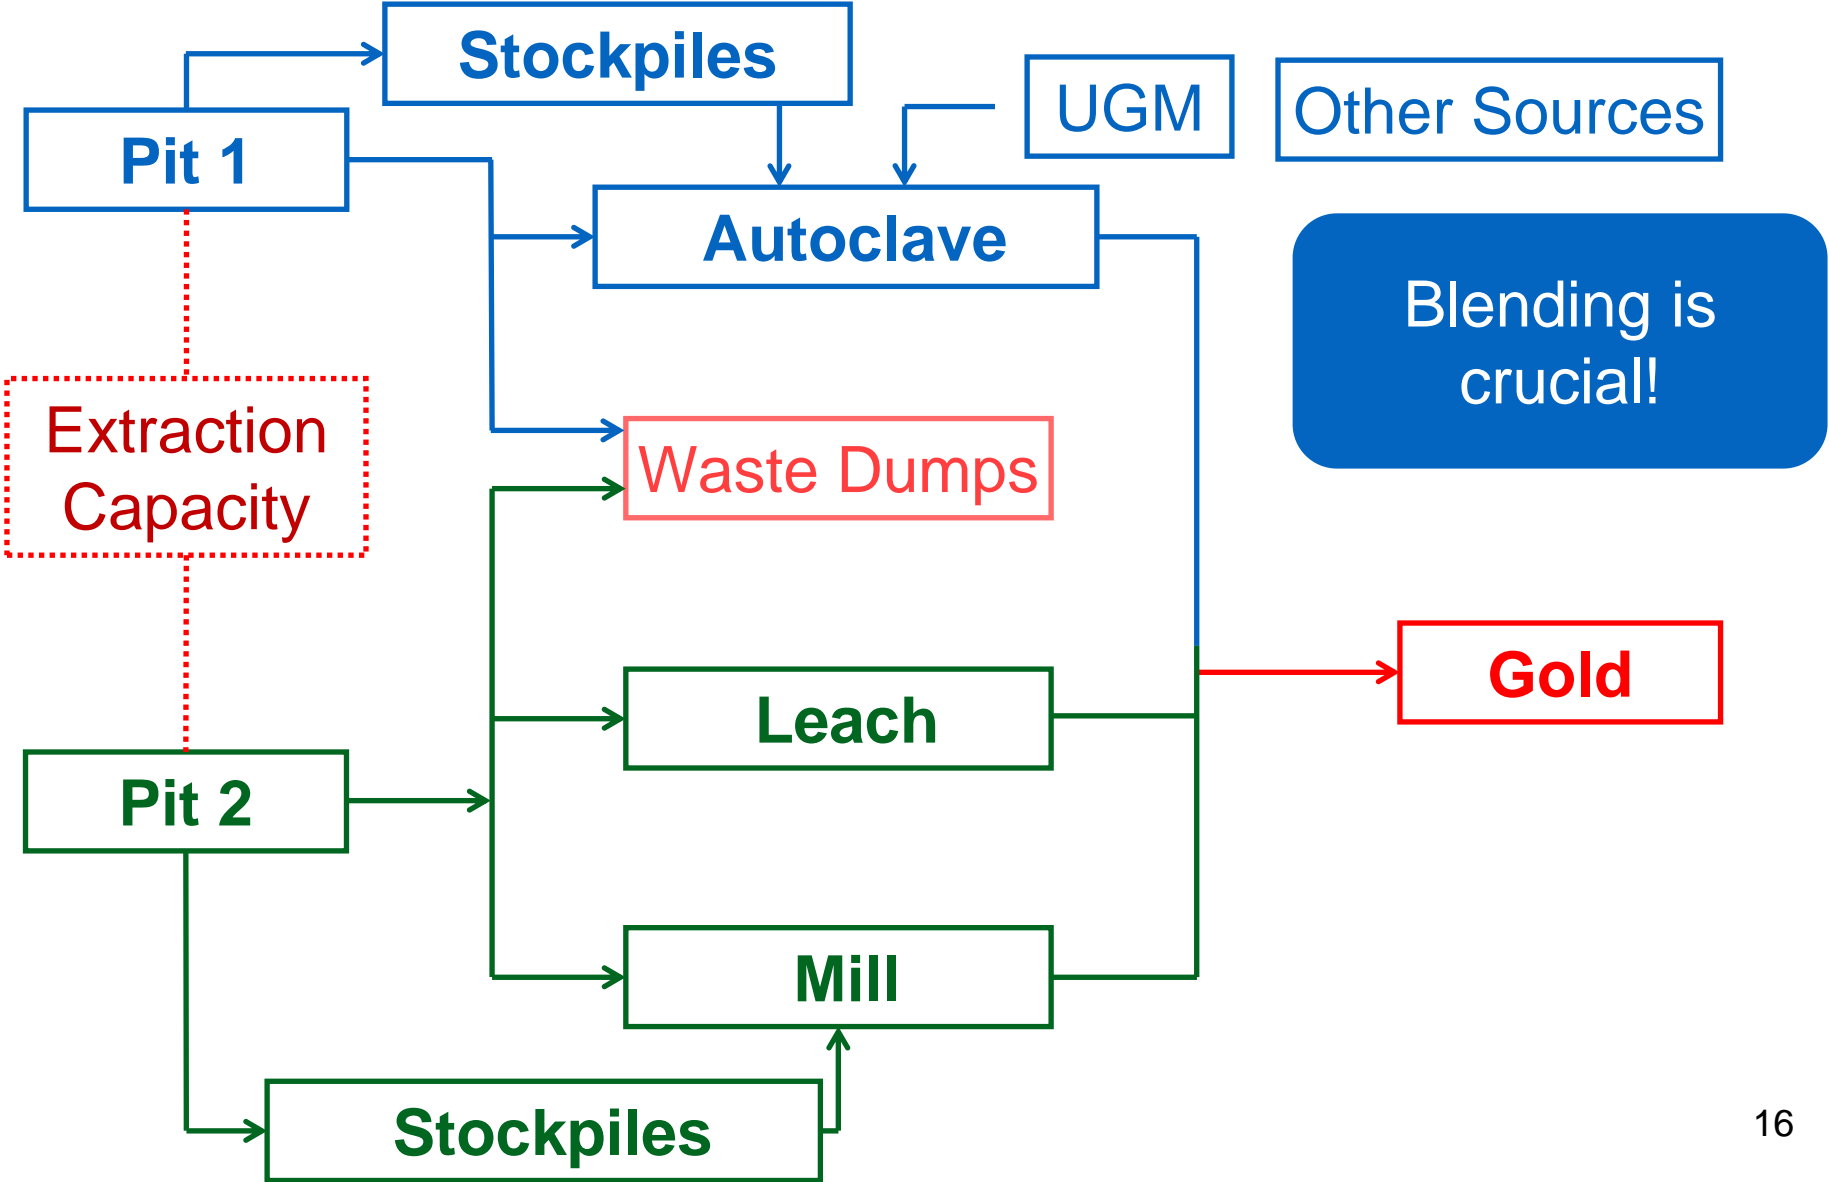 Stockpiles
UGM
Other Sources
Pit 1
Autoclave
Blending is
crucial!
Extraction
Capacity
Waste Dumps
Leach
Gold
Pit 2
Mill
Stockpiles
16